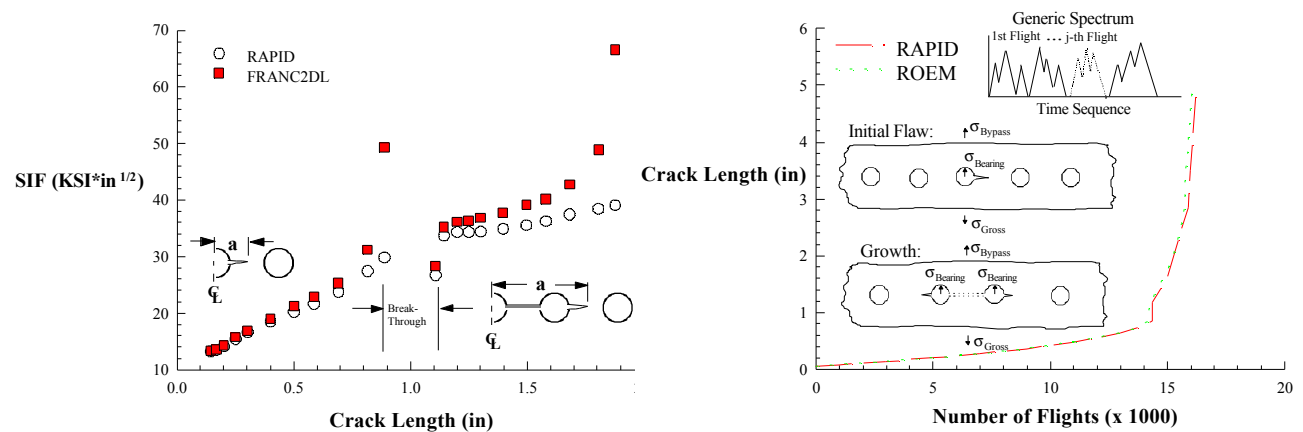 70
60
50
40
30
20
10
SIF (KSI*in 1/2)
RAPID
FRANC2DL
a
CL
Break-
Through
a
CL
0.0
0.5
1.0
1.5
Crack Length (in)
6
5
4
3
2
1
0
Crack Length (in)
RAPID
ROEM
Generic Spectrum
1st Flight ... j-th Flight
Time Sequence
Initial Flaw:
σBypass
σBearing
σGross
Growth:
σBypass
σBearing
σBearing
σGross
0
5
10
15
20
Number of Flights (x 1000)